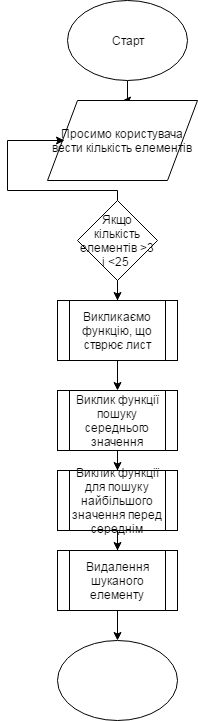 Старт
Просимо користувача
вести кількість елементів
Якщо
кількість
елементів >3
і <25
Викликаємо
функцію, що
стврює лист
Виклик функції
пошуку
середнього
значення
Виклик функції
для пошуку
найбільшого
значення перед
середнім
Видалення
шуканого
елементу